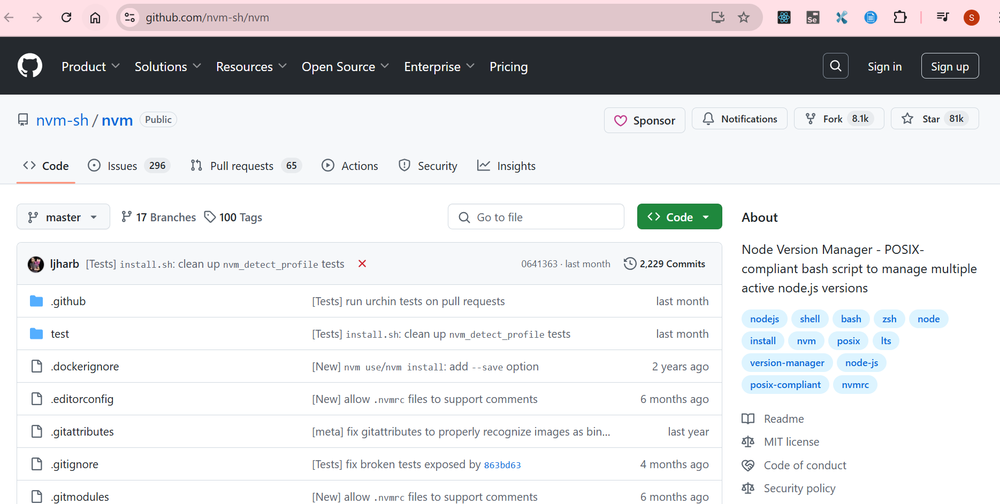 github.com/nvm-sh/nvm
Se
S
Product Solutions Resources Open Source Enterprise Pricing
Sign in Sign up
nvm-sh / nvm Public
Sponsor Notifications Fork 8.1k Star 81k
Code Issues 296 Pull requests 65 Actions Security Insights
master 17 Branches 100 Tags Go to file Code
ljharb [Tests] install.sh: clean up nvm_detect_profile tests 0641363 · last month 2,229 Commits
.github [Tests] run urchin tests on pull requests last month
test [Tests] install.sh: clean up nvm_detect_profile tests last month
.dockerignore [New] nvm use/nvm install: add --save option 2 years ago
.editorconfig [New] allow .nvmrc files to support comments 6 months ago
.gitattributes [meta] fix gitattributes to properly recognize images as bin... last year
.gitignore [Tests] fix broken tests exposed by 863bd63 4 months ago
.gitmodules [New] allow .nvmrc files to support comments 6 months ago
About
Node Version Manager - POSIX-
compliant bash script to manage multiple
active node.js versions
nodejs shell bash zsh node
install nvm posix lts
version-manager node-js
posix-compliant nvmrc
Readme
MIT license
Code of conduct
Security policy